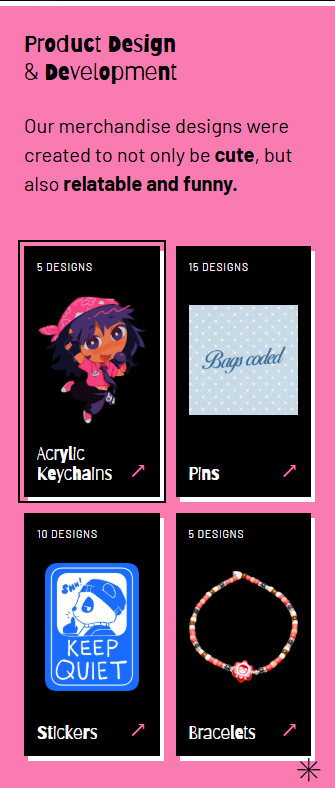 Product Design
& Development
Our merchandise designs were
created to not only be cute, but
also relatable and funny.
5 DESIGNS
Acrylic
Keychains
15 DESIGNS
Bags coded
Pins
10 DESIGNS
Shh!
KEEP
QUIET
Stickers
5 DESIGNS
Bracelets